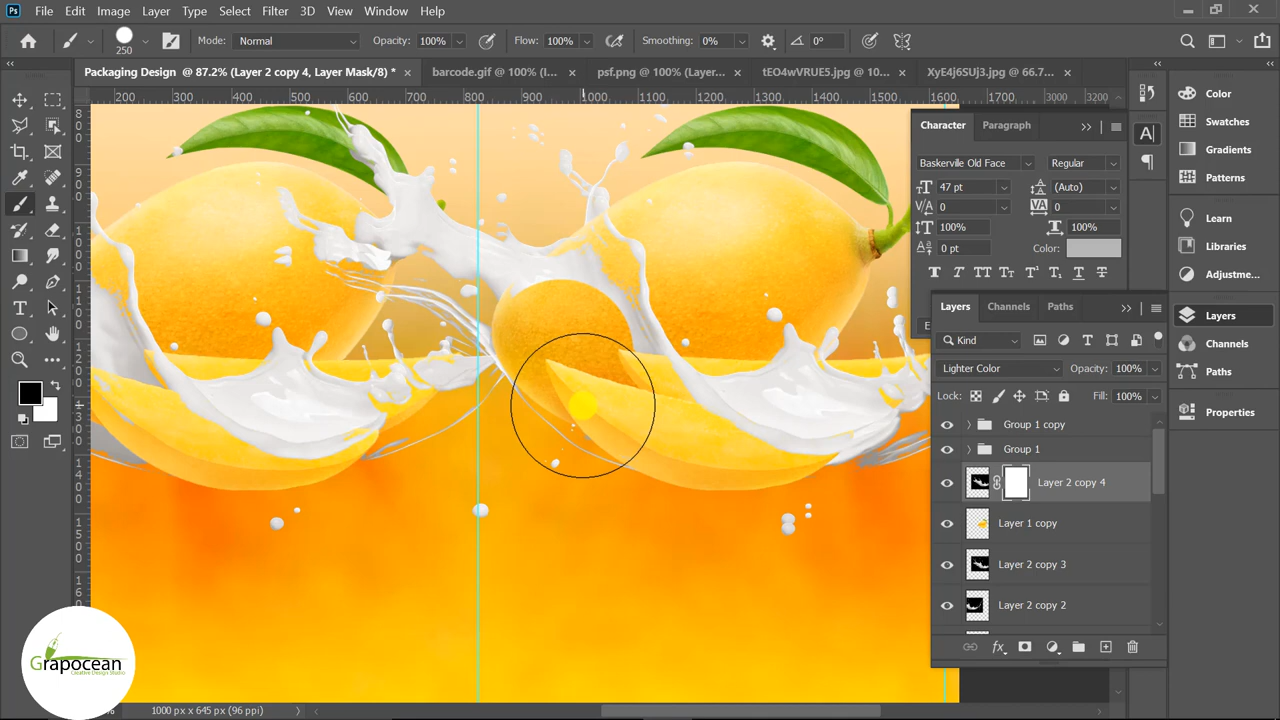 Ps File Edit Image Layer Type Select Filter 3D View Window Help
250 Mode: Normal Opacity: 100% Flow: 100% Smoothing: 0% 0°
Packaging Design @ 87.2% (Layer 2 copy 4, Layer Mask/8) * × barcode.gif @ 100% (l... × psf.png @ 100% (Layer... × tEO4wVRUE5.jpg @ 10... × XyE4j6SUj3.jpg @ 66.7... ×
200 300 400 500 600 700 800 900 1000 1100 1200 1300 1400 1500 1600 1700 3000 3200
Character Paragraph
Baskerville Old Face Regular
47 pt (Auto)
0 0
100% 100%
0 pt Color:
Layers Channels Paths
Kind
Lighter Color Opacity: 100%
Lock: Fill: 100%
Group 1 copy
Group 1
Layer 2 copy 4
Layer 1 copy
Layer 2 copy 3
Layer 2 copy 2
fx
Color
Swatches
Gradients
Patterns
Learn
Libraries
Adjustme...
Layers
Channels
Paths
Properties
Grapocean
Creative Design Studio
1000 px x 645 px (96 ppi)